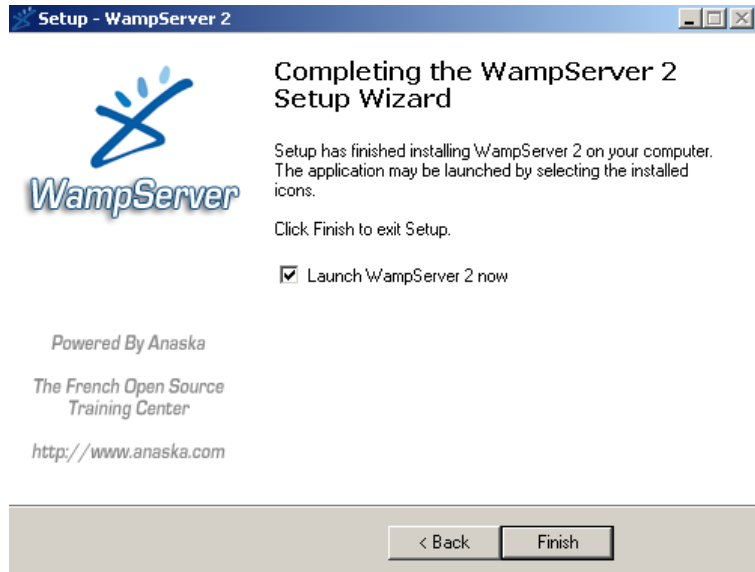 Setup - WampServer 2
Completing the WampServer 2
Setup Wizard
Setup has finished installing WampServer 2 on your computer.
The application may be launched by selecting the installed
icons.
Click Finish to exit Setup.
Launch WampServer 2 now
WampServer
Powered By Anaska
The French Open Source
Training Center
http://www.anaska.com
< Back
Finish